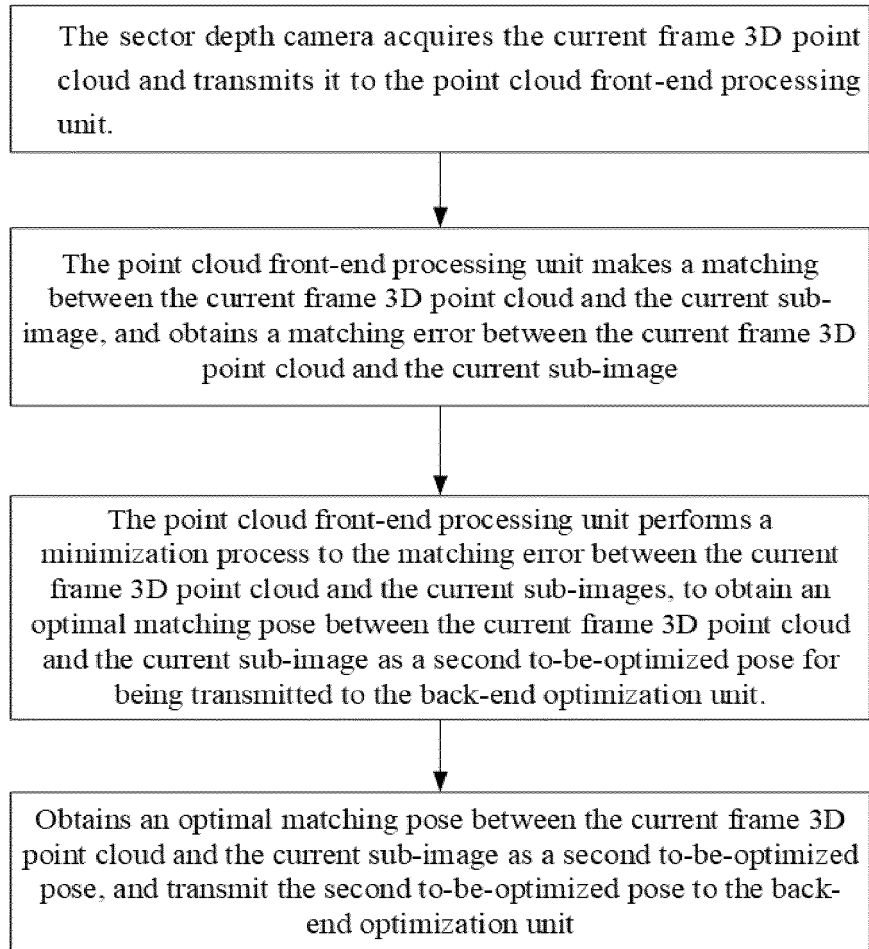 The sector depth camera acquires the current frame 3D point
cloud and transmits it to the point cloud front-end processing
unit.
The point cloud front-end processing unit makes a matching
between the current frame 3D point cloud and the current sub-
image, and obtains a matching error between the current frame 3D
point cloud and the current sub-image
The point cloud front-end processing unit performs a
minimization process to the matching error between the current
frame 3D point cloud and the current sub-images, to obtain an
optimal matching pose between the current frame 3D point cloud
and the current sub-image as a second to-be-optimized pose for
being transmitted to the back-end optimization unit.
Obtains an optimal matching pose between the current frame 3D
point cloud and the current sub-image as a second to-be-optimized
pose, and transmit the second to-be-optimized pose to the back-
end optimization unit